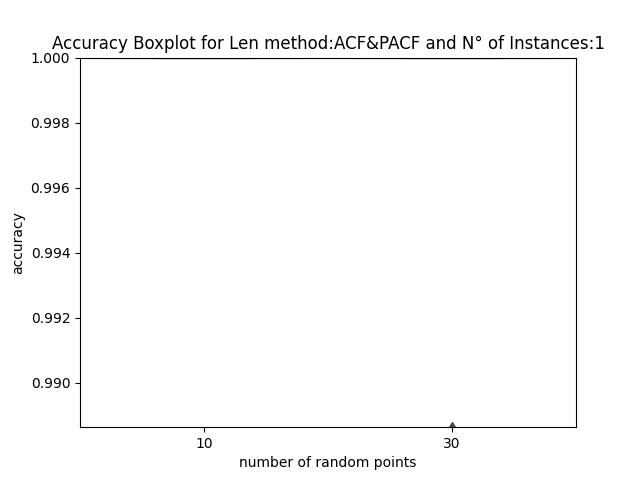 Accuracy Boxplot for Len method:ACF&PACF and N° of Instances:1
1.000
0.998
0.996
0.994
0.992
0.990
accuracy
10 30
number of random points